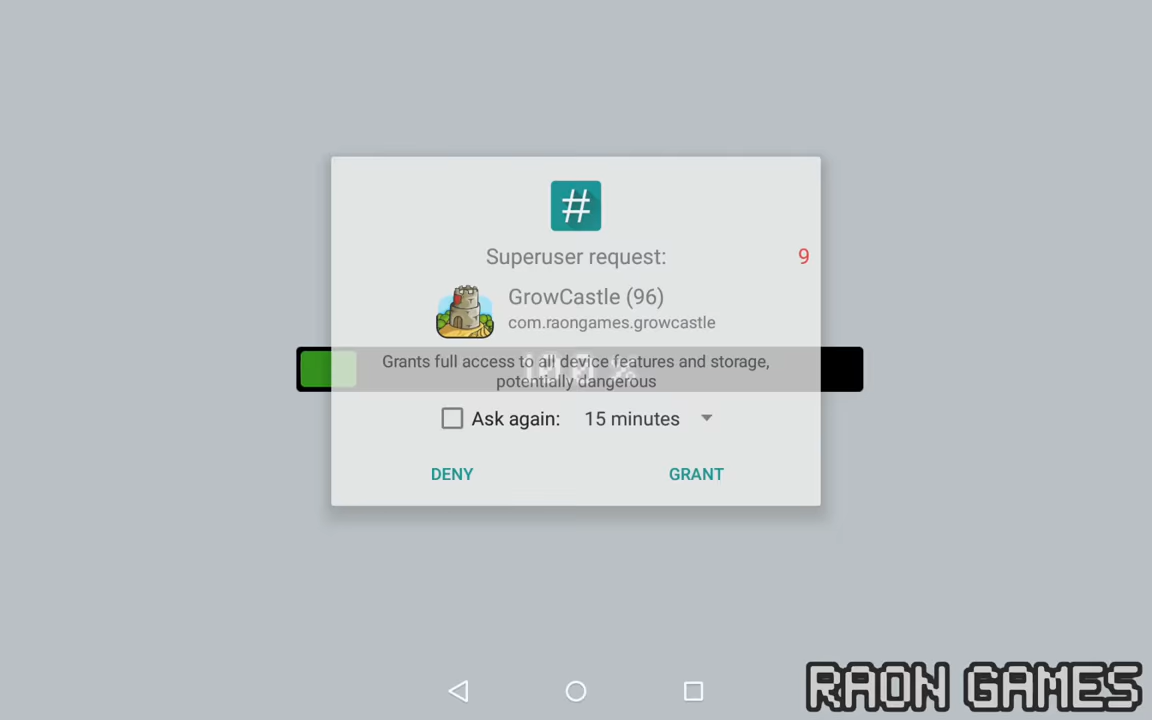 #
Superuser request:
9
GrowCastle (96)
com.raongames.growcastle
Grants full access to all device features and storage,
potentially dangerous
100 %
Ask again:
15 minutes
DENY
GRANT
RAON GAMES